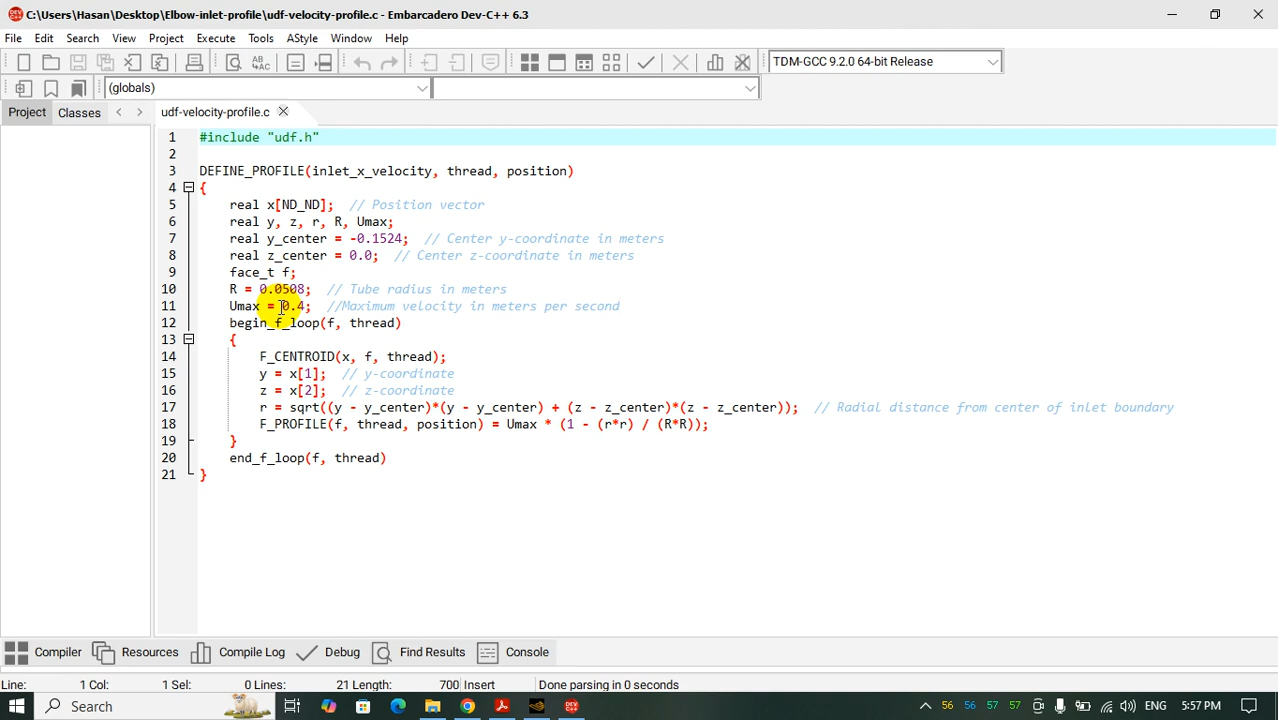 C:\Users\Hasan\Desktop\Elbow-inlet-profile\udf-velocity-profile.c - Embarcadero Dev-C++ 6.3
File Edit Search View Project Execute Tools AStyle Window Help
TDM-GCC 9.2.0 64-bit Release
(globals)
Project Classes udf-velocity-profile.c
1 #include "udf.h"
2
3 DEFINE_PROFILE(inlet_x_velocity, thread, position)
4 {
5 real x[ND_ND]; // Position vector
6 real y, z, r, R, Umax;
7 real y_center = -0.1524; // Center y-coordinate in meters
8 real z_center = 0.0; // Center z-coordinate in meters
9 face_t f;
10 R = 0.0508; // Tube radius in meters
11 Umax = 0.4; //Maximum velocity in meters per second
12 begin_f_loop(f, thread)
13 {
14 F_CENTROID(x, f, thread);
15 y = x[1]; // y-coordinate
16 z = x[2]; // z-coordinate
17 r = sqrt((y - y_center)*(y - y_center) + (z - z_center)*(z - z_center)); // Radial distance from center of inlet boundary
18 F_PROFILE(f, thread, position) = Umax * (1 - (r*r) / (R*R));
19 }
20 end_f_loop(f, thread)
21 }
Compiler Resources Compile Log Debug Find Results Console
Line: 1 Col: 1 Sel: 0 Lines: 21 Length: 700 Insert Done parsing in 0 seconds
Search 56 56 57 57 ENG 5:57 PM